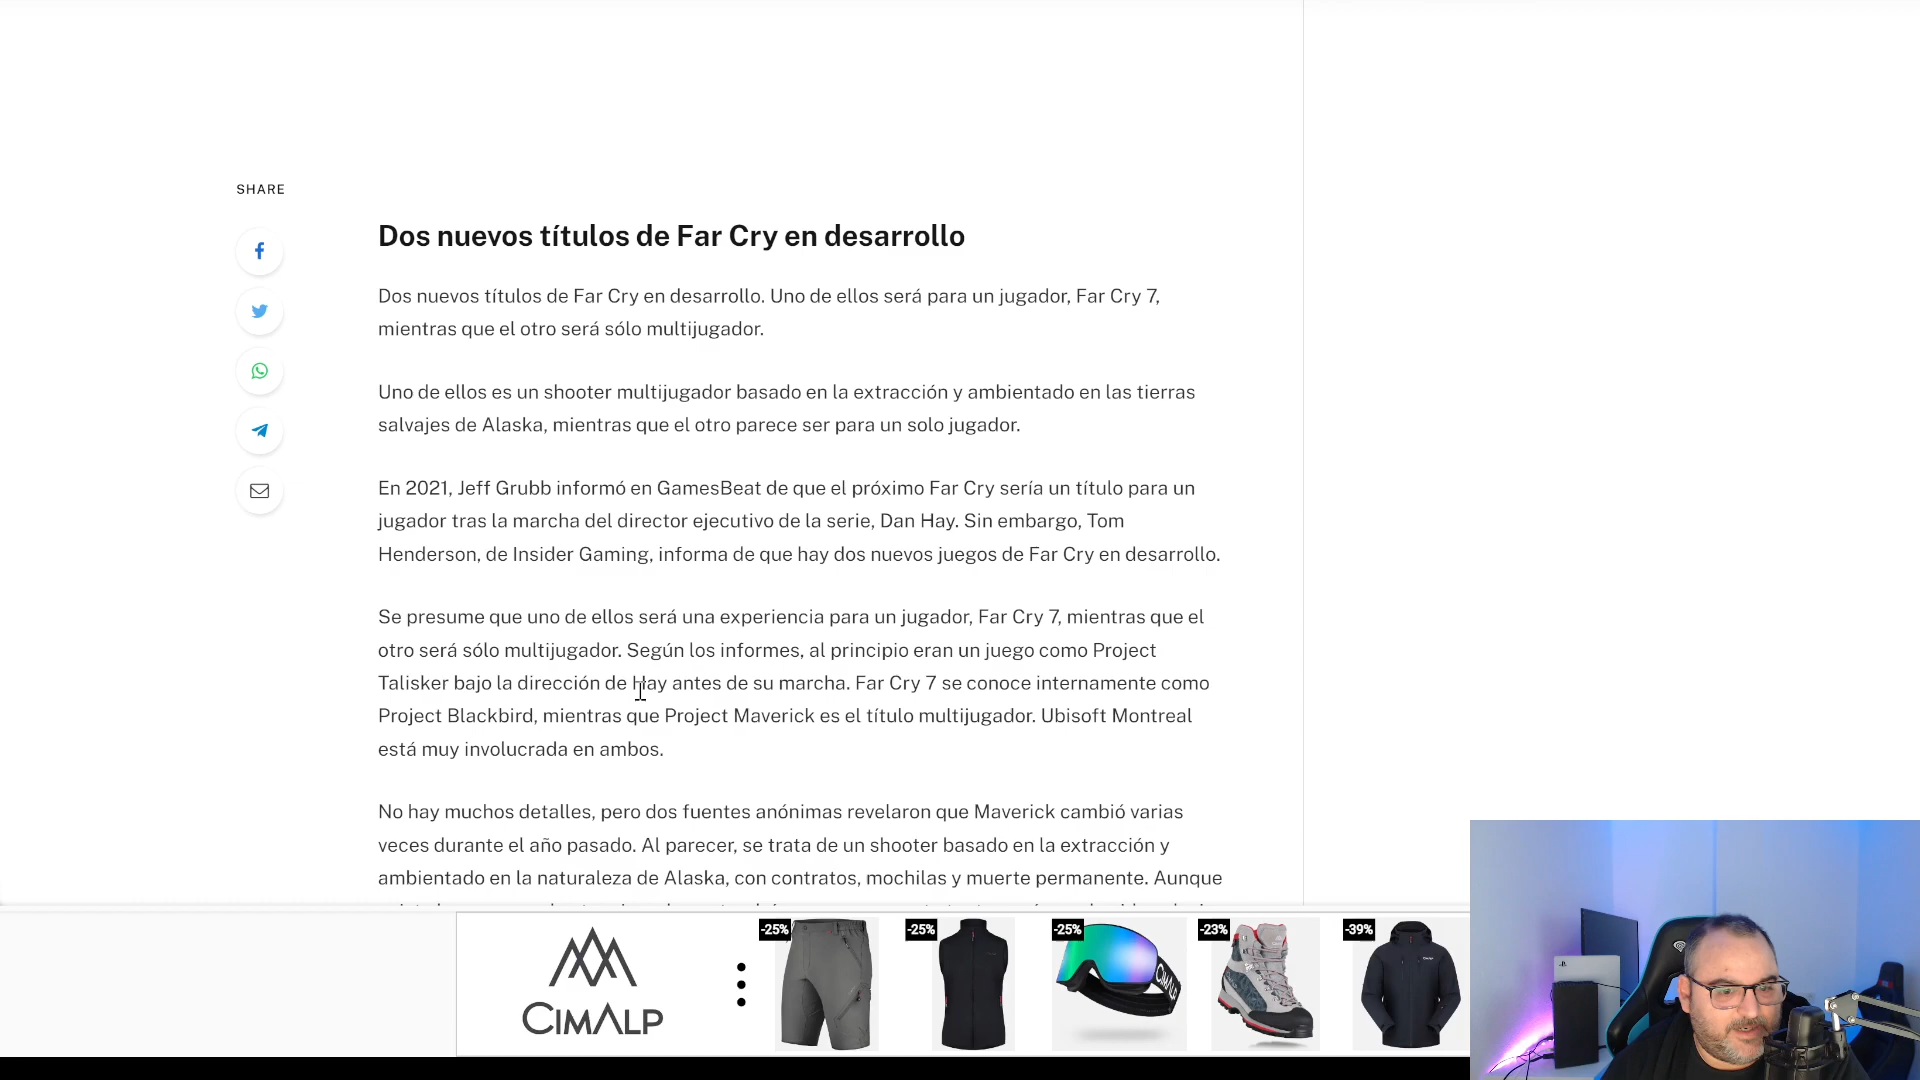 SHARE
Dos nuevos títulos de Far Cry en desarrollo
Dos nuevos títulos de Far Cry en desarrollo. Uno de ellos será para un jugador, Far Cry 7,
mientras que el otro será sólo multijugador.
Uno de ellos es un shooter multijugador basado en la extracción y ambientado en las tierras
salvajes de Alaska, mientras que el otro parece ser para un solo jugador.
En 2021, Jeff Grubb informó en GamesBeat de que el próximo Far Cry sería un título para un
jugador tras la marcha del director ejecutivo de la serie, Dan Hay. Sin embargo, Tom
Henderson, de Insider Gaming, informa de que hay dos nuevos juegos de Far Cry en desarrollo.
Se presume que uno de ellos será una experiencia para un jugador, Far Cry 7, mientras que el
otro será sólo multijugador. Según los informes, al principio eran un juego como Project
Talisker bajo la dirección de Hay antes de su marcha. Far Cry 7 se conoce internamente como
Project Blackbird, mientras que Project Maverick es el título multijugador. Ubisoft Montreal
está muy involucrada en ambos.
No hay muchos detalles, pero dos fuentes anónimas revelaron que Maverick cambió varias
veces durante el año pasado. Al parecer, se trata de un shooter basado en la extracción y
ambientado en la naturaleza de Alaska, con contratos, mochilas y muerte permanente. Aunque
CIMALP
-25%
-25%
-25%
-23%
-39%
CIMALP